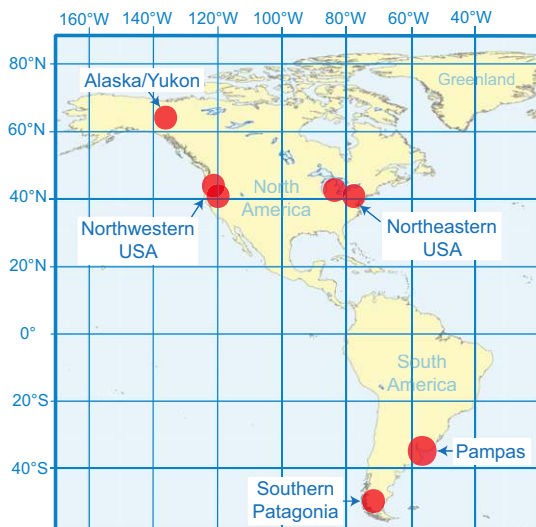 160°W 140°W 120°W 100°W 80°W 60°W 40°W
80°N
Greenland
Alaska/Yukon
60°N
North
America
40°N
Northwestern
USA
Northeastern
USA
20°N
0°
South
America
20°S
40°S
Pampas
Southern
Patagonia